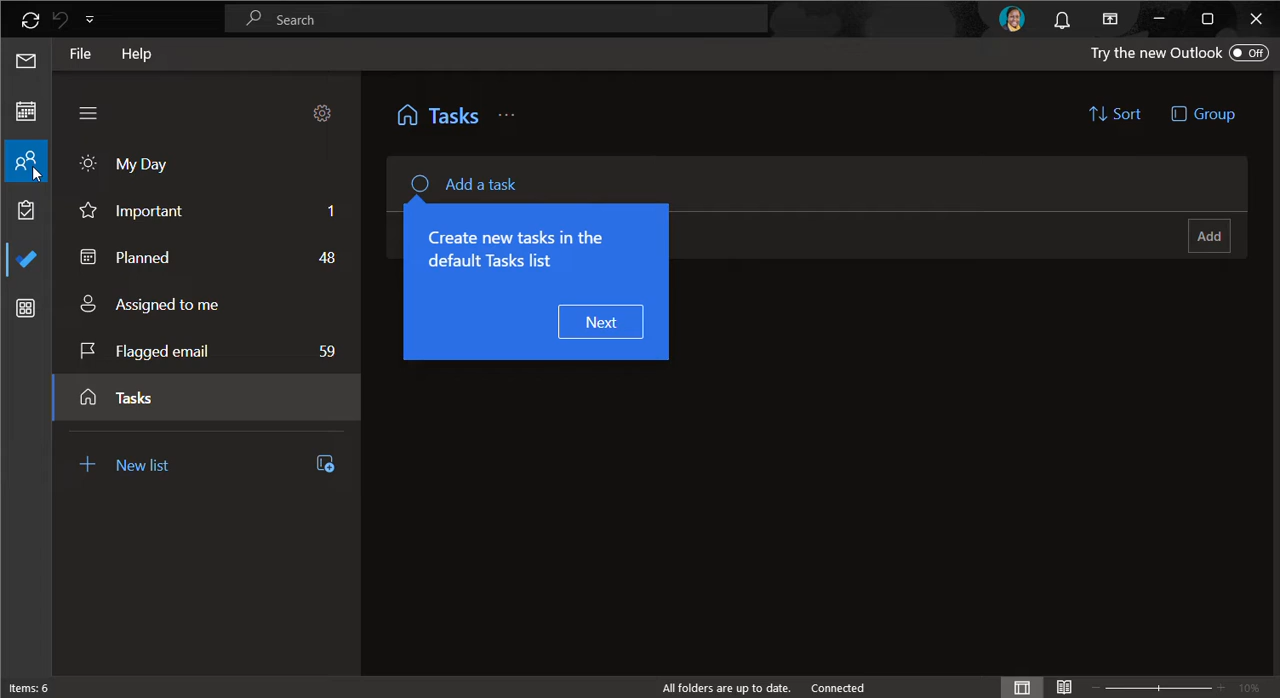 Search
File
Help
Try the new Outlook
Off
My Day
Important 1
Planned 48
Assigned to me
Flagged email 59
Tasks
New list
Tasks
Sort
Group
Add a task
Create new tasks in the
default Tasks list
Next
Add
Items: 6
All folders are up to date.
Connected
10%